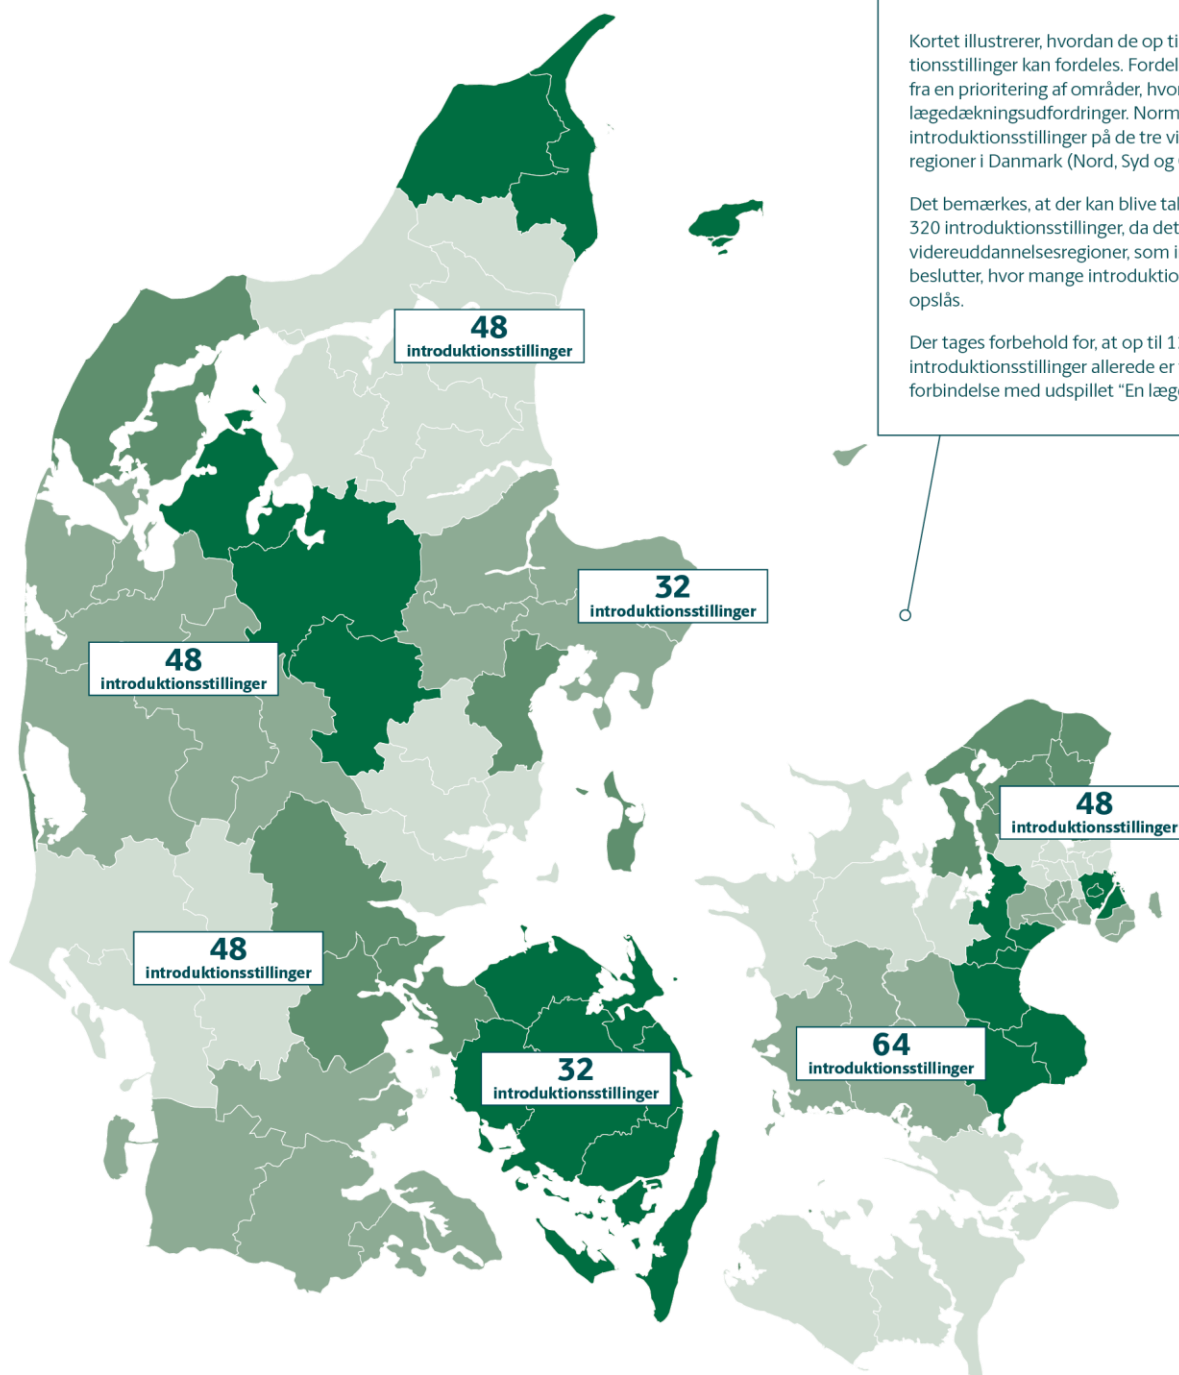 Kortet illustrerer, hvordan de op ti
tionsstillinger kan fordeles. Fordel
fra en prioritering af områder, hvor
lægedækningsudfordringer. Norm
introduktionsstillinger på de tre vi
regioner i Danmark (Nord, Syd og
Det bemærkes, at der kan blive tal
320 introduktionsstillinger, da det
videreuddannelsesregioner, som i
beslutter, hvor mange introduktio
opslås.
Der tages forbehold for, at op til 1
introduktionsstillinger allerede er
forbindelse med udspillet “En læge
48
introduktionsstillinger
32
introduktionsstillinger
48
introduktionsstillinger
48
introduktionsstillinger
48
introduktionsstillinger
64
introduktionsstillinger
32
introduktionsstillinger